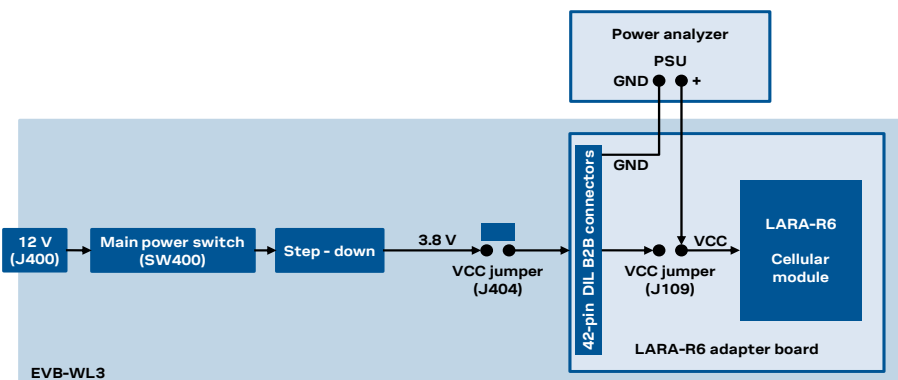 Power analyzer
PSU
GND
+
GND
42-pin DIL B2B connectors
LARA-R6
Cellular
module
12 V
(J400)
Main power switch
(SW400)
Step - down
3.8 V
VCC jumper
(J404)
VCC
VCC jumper
(J109)
LARA-R6 adapter board
EVB-WL3